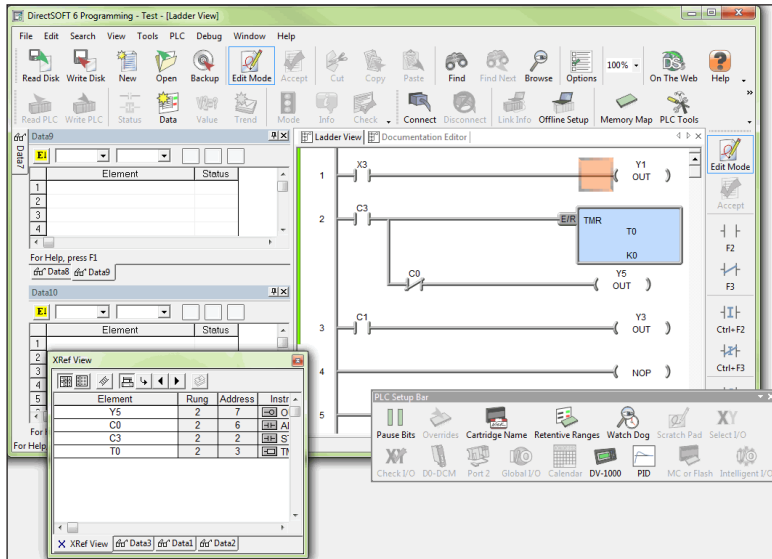 DirectSOFT 6 Programming - Test - [Ladder View]
File Edit Search View Tools PLC Debug Window Help
Read Disk Write Disk New Open Backup Edit Mode Accept Cut Copy Paste Find Find Next Browse Options 100% On The Web Help
Read PLC Write PLC Status Data Value Trend Mode Info Check Connect Disconnect Link Info Offline Setup Memory Map PLC Tools
Data7
Data9
Element Status
1
2
3
4
For Help, press F1
Data8 Data9
Data10
Element Status
1
2
3
4
5
For Help
Ladder View Documentation Editor
1 X3 Y1
OUT
2 C3 E/R TMR
T0
K0
C0 Y5
OUT
3 C1 Y3
OUT
4 NOP
5
Edit Mode
Accept
F2
F3
Ctrl+F2
Ctrl+F3
XRef View
Element Rung Address Instr
Y5 2 7
C0 2 6
C3 2 2
T0 2 3
XRef View Data3 Data1 Data2
PLC Setup Bar
Pause Bits Overrides Cartridge Name Retentive Ranges Watch Dog Scratch Pad Select I/O
Check I/O D0-DCM Port 2 Global I/O Calendar DV-1000 PID MC or Flash Intelligent I/O